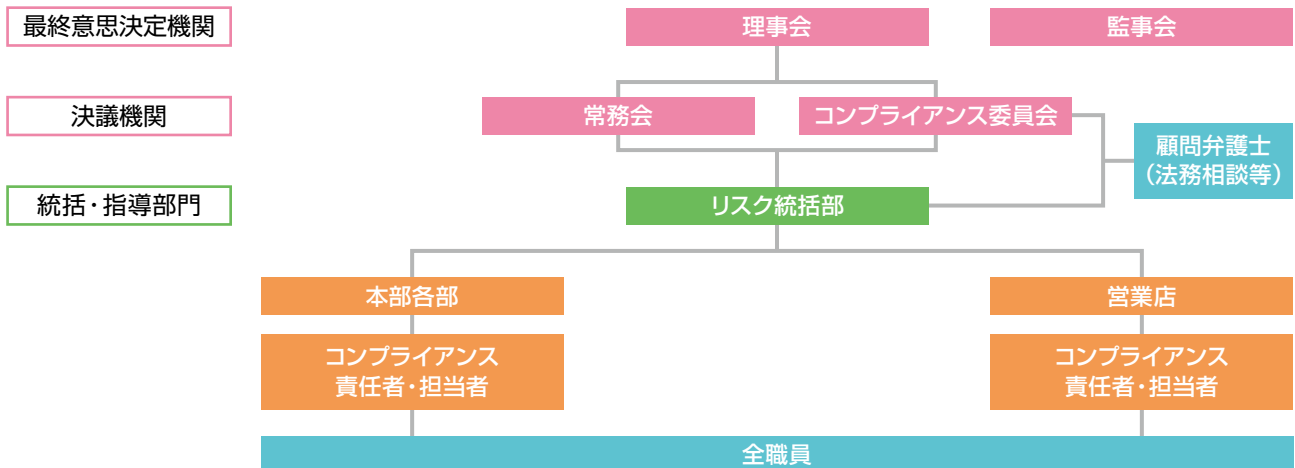 最終意思決定機関
理事会
監事会
決議機関
常務会
コンプライアンス委員会
顧問弁護士
（法務相談等）
統括・指導部門
リスク統括部
本部各部
営業店
コンプライアンス
責任者・担当者
コンプライアンス
責任者・担当者
全職員